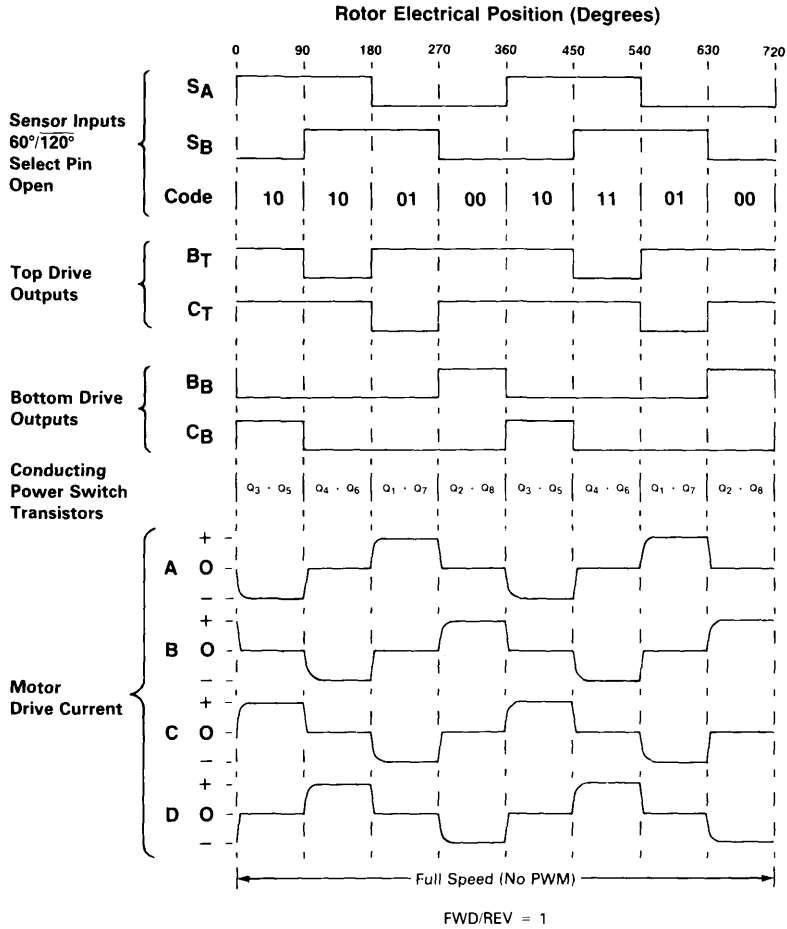 Rotor Electrical Position (Degrees)
0 90 180 270 360 450 540 630 720
Sensor Inputs
60°/120°
Select Pin
Open
SA
SB
Code 10 10 01 00 10 11 01 00
Top Drive
Outputs
BT
CT
Bottom Drive
Outputs
BB
CB
Conducting
Power Switch
Transistors
Q3 · Q5 Q4 · Q6 Q1 · Q7 Q2 · Q8 Q3 · Q5 Q4 · Q6 Q1 · Q7 Q2 · Q8
Motor
Drive Current
+
A O
−
+
B O
−
+
C O
−
+
D O
−
Full Speed (No PWM)
FWD/REV = 1